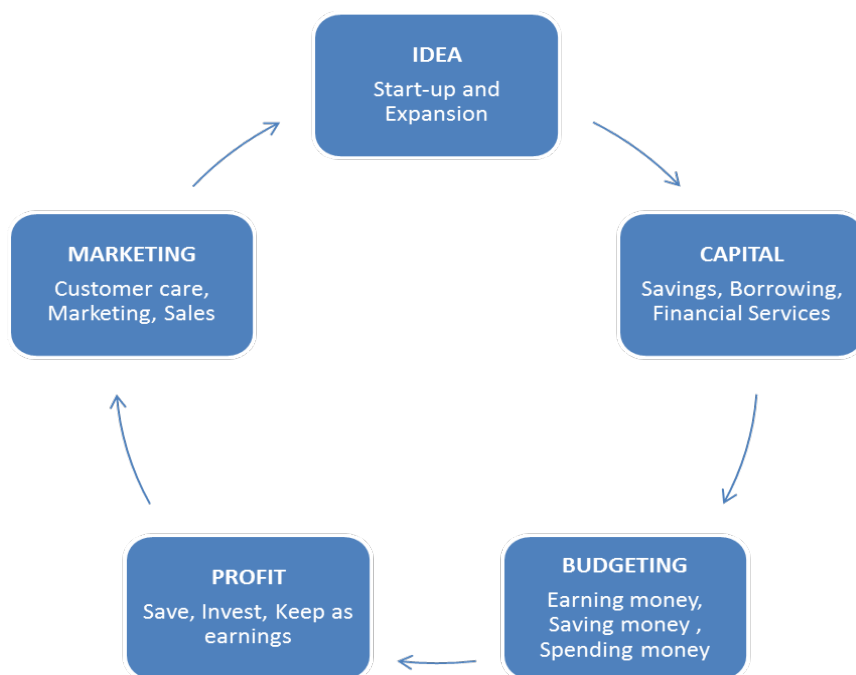 IDEA
Start-up and
Expansion
CAPITAL
Savings, Borrowing,
Financial Services
BUDGETING
Earning money,
Saving money ,
Spending money
PROFIT
Save, Invest, Keep as
earnings
MARKETING
Customer care,
Marketing, Sales